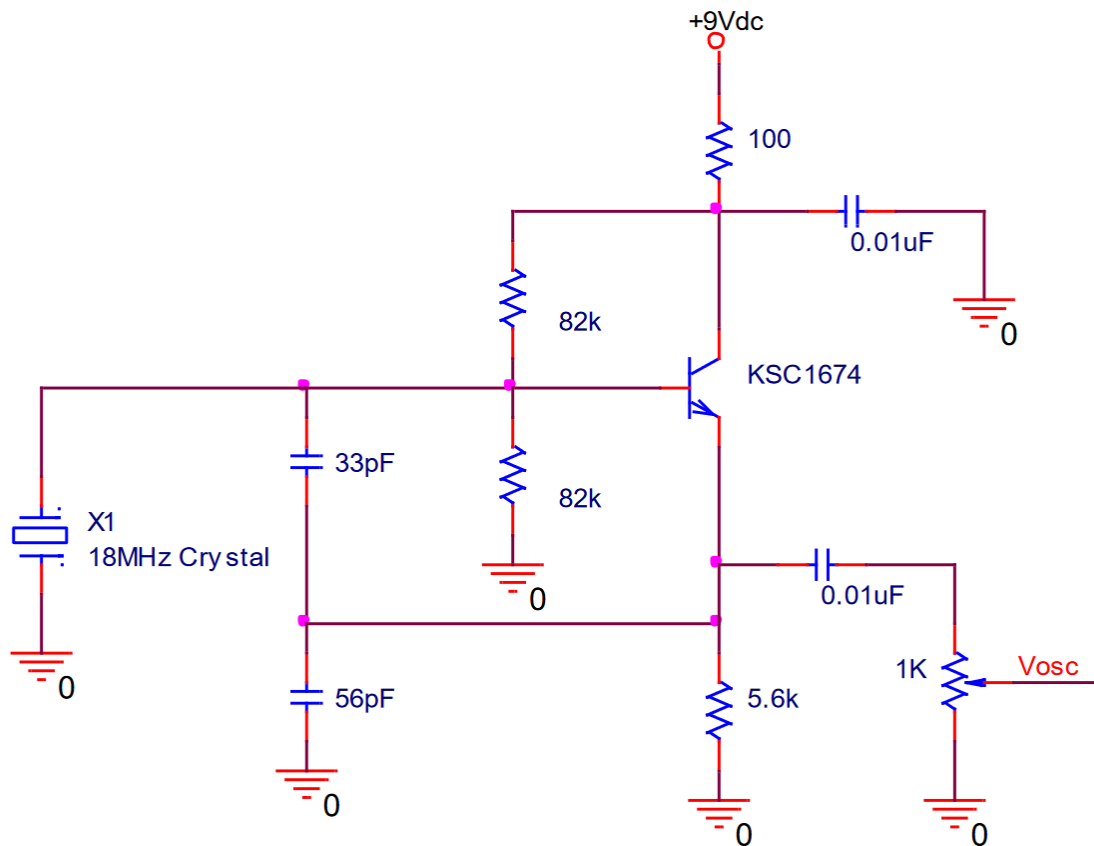 +9Vdc
100
0.01uF
0
82k
KSC1674
33pF
82k
X1
18MHz Crystal
0
0.01uF
0
1K
Vosc
56pF
5.6k
0
0
0